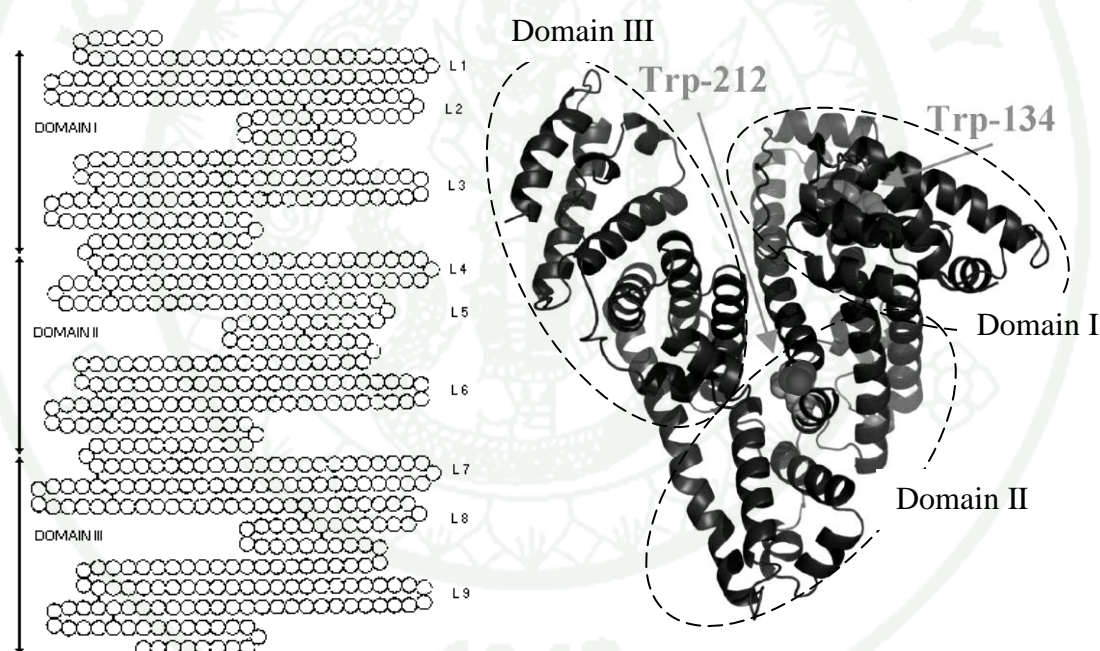 L1
L2
DOMAIN I
L3
L4
L5
DOMAIN II
L6
L7
L8
DOMAIN III
L9
Domain III
Trp-212
Trp-134
Domain I
Domain II